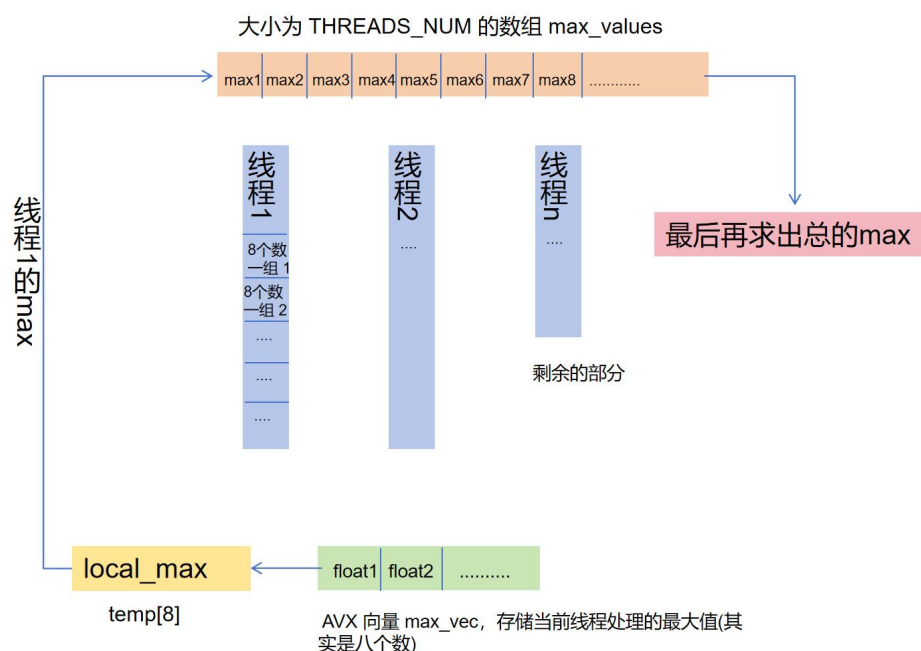 大小为 THREADS_NUM 的数组 max_values
max1 max2 max3 max4 max5 max6 max7 max8 ............
线程1的max
线程1
8个数
一组 1
8个数
一组 2
....
....
....
线程2
....
线程n
....
剩余的部分
最后再求出总的max
local_max
temp[8]
float1 float2 ..........
AVX 向量 max_vec，存储当前线程处理的最大值(其
实是八个数)